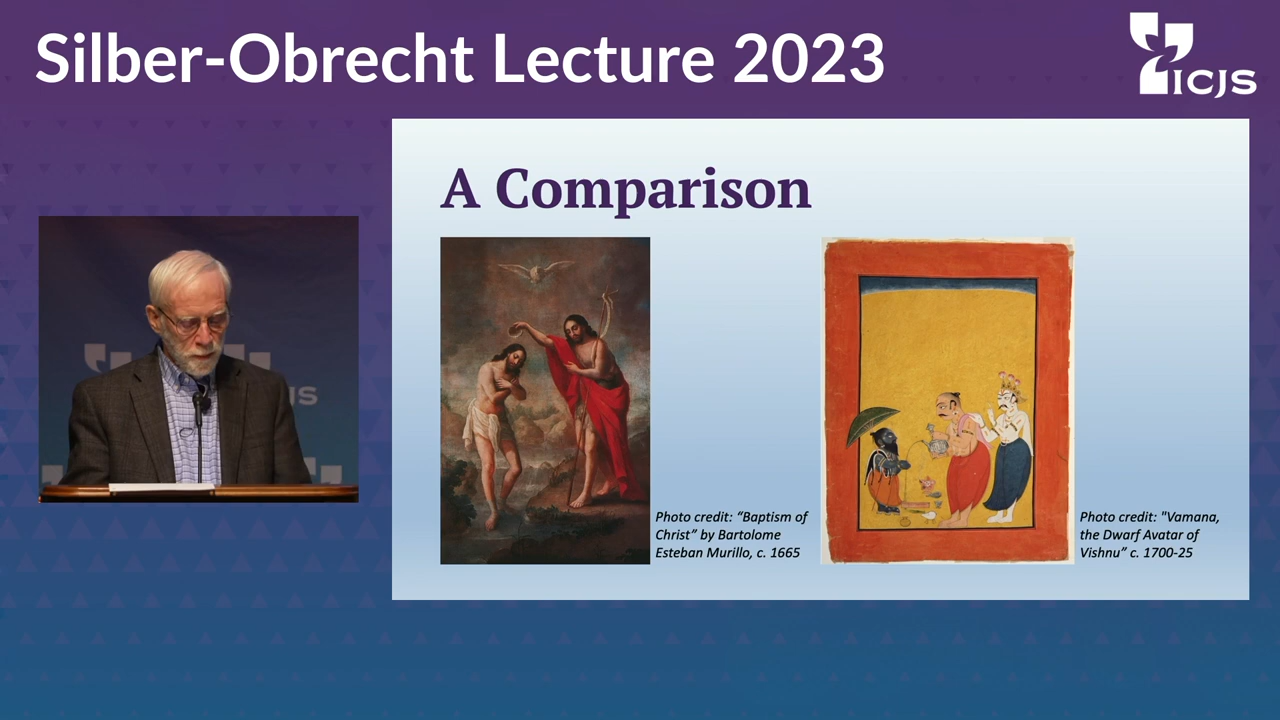 Silber-Obrecht Lecture 2023
ICJS
A Comparison
JS
Photo credit: “Baptism of
Christ” by Bartolome
Esteban Murillo, c. 1665
Photo credit: "Vamana,
the Dwarf Avatar of
Vishnu” c. 1700-25